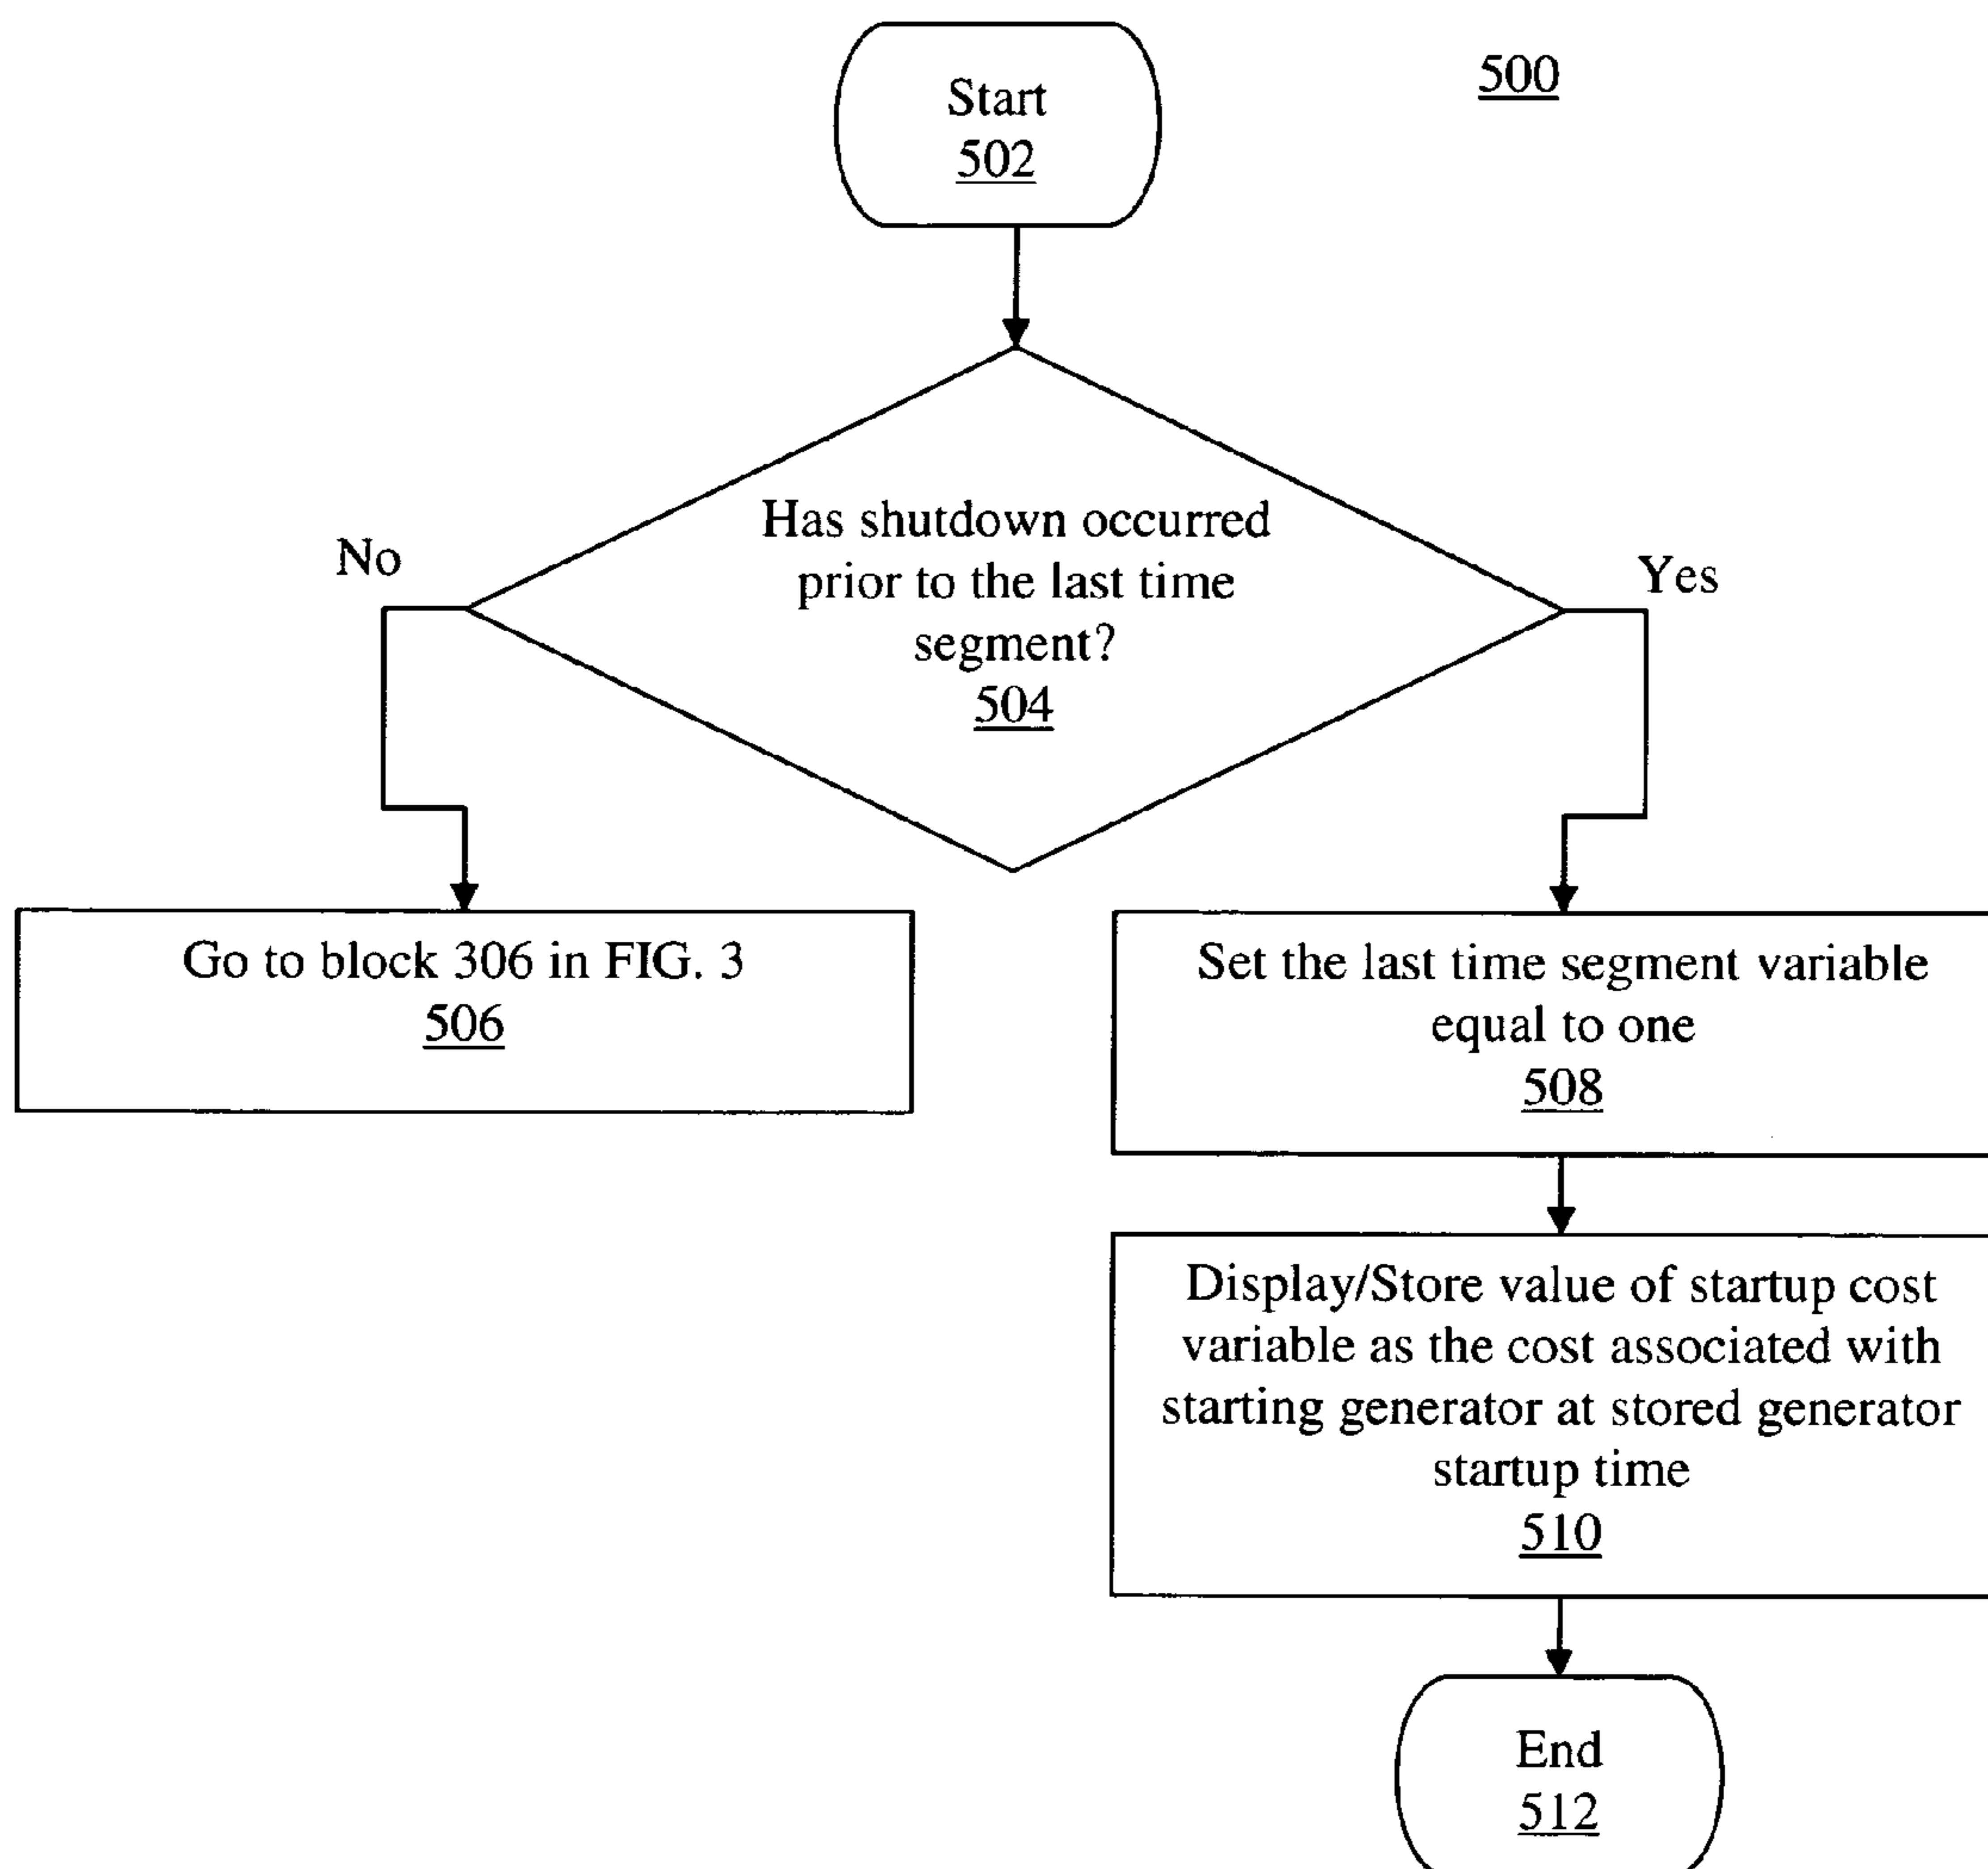 500
Start
502
Has shutdown occurred
prior to the last time
segment?
504
No
Yes
Go to block 306 in FIG. 3
506
Set the last time segment variable
equal to one
508
Display/Store value of startup cost
variable as the cost associated with
starting generator at stored generator
startup time
510
End
512